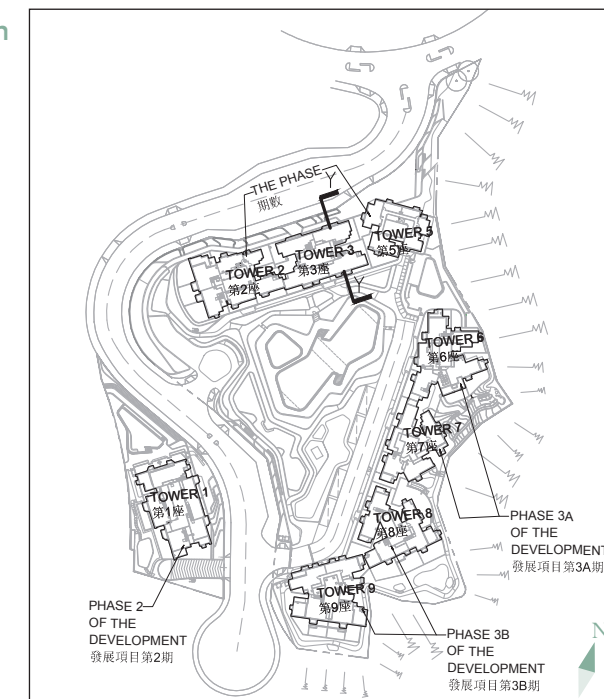 n
THE PHASE
期數
Y
TOWER 5
第5座
TOWER 3
第3座
TOWER 2
第2座
Y
TOWER 6
第6座
TOWER 7
第7座
TOWER 1
第1座
TOWER 8
第8座
PHASE 3A
OF THE
DEVELOPMENT
發展項目第3A期
TOWER 9
第9座
PHASE 2
OF THE
DEVELOPMENT
發展項目第2期
PHASE 3B
OF THE
DEVELOPMENT
發展項目第3B期
N